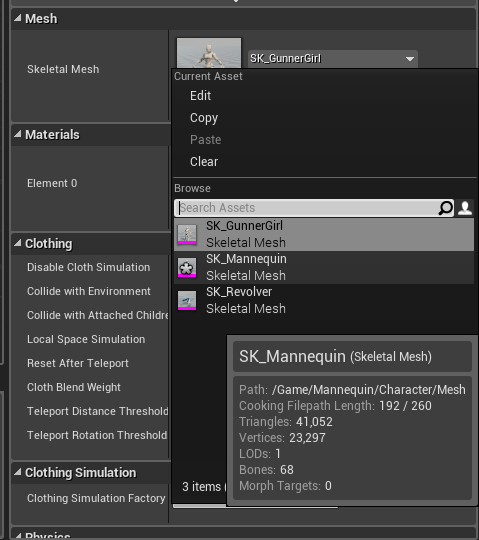 Mesh
Skeletal Mesh
SK_GunnerGirl
Current Asset
Edit
Copy
Paste
Clear
Browse
Search Assets
SK_GunnerGirl
Skeletal Mesh
SK_Mannequin
Skeletal Mesh
SK_Revolver
Skeletal Mesh
3 items (
Materials
Element 0
Clothing
Disable Cloth Simulation
Collide with Environment
Collide with Attached Childre
Local Space Simulation
Reset After Teleport
Cloth Blend Weight
Teleport Distance Threshold
Teleport Rotation Threshold
Clothing Simulation
Clothing Simulation Factory
Physics
SK_Mannequin (Skeletal Mesh)
Path: /Game/Mannequin/Character/Mesh
Cooking Filepath Length: 192 / 260
Triangles: 41,052
Vertices: 23,297
LODs: 1
Bones: 68
Morph Targets: 0